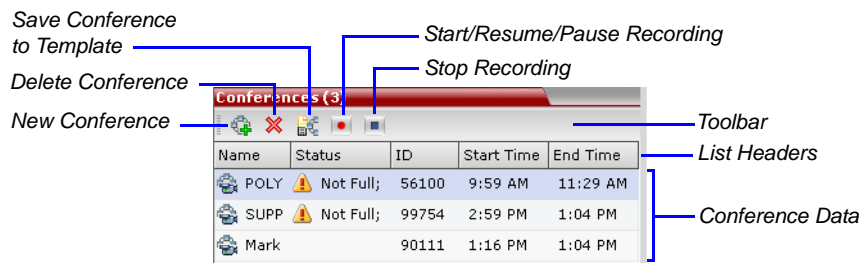 Save Conference
to Template
Start/Resume/Pause Recording
Delete Conference
Stop Recording
Conferences (3)
New Conference
Toolbar
Name Status ID Start Time End Time
List Headers
POLY Not Full; 56100 9:59 AM 11:29 AM
SUPP Not Full; 99754 2:59 PM 1:04 PM
Conference Data
Mark 90111 1:16 PM 1:04 PM